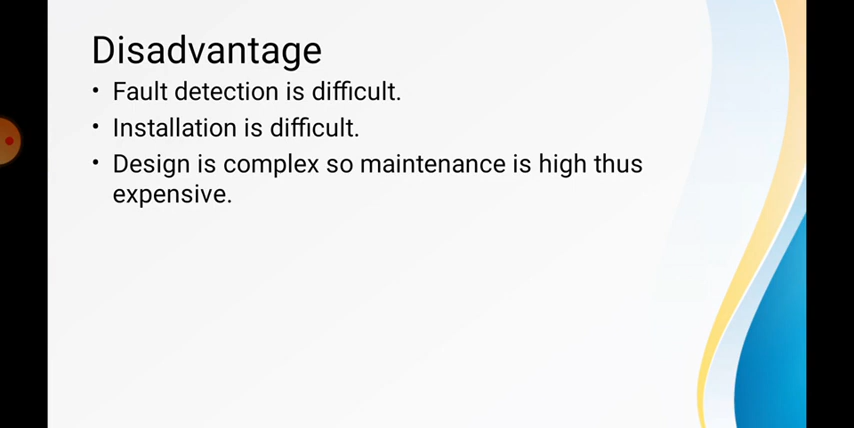 Disadvantage
• Fault detection is difficult.
• Installation is difficult.
• Design is complex so maintenance is high thus
expensive.